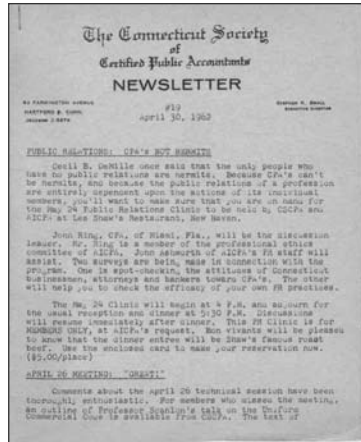 The Connecticut Society
of
Certified Public Accountants
NEWSLETTER
#19
April 30, 1962
PUBLIC RELATIONS: CPA's NOT HERMITS
Cecil B. DeMille once said that the only people who
have no public relations are hermits. Because CPA's can't
be hermits, and because the public relations of a profession
are entirely dependent upon the actions of its individual
members, you'll want to make sure that you are on hand for
the May 24 Public Relations Clinic to be held by CSCPA and
AICPA at Les Shaw's Restaurant, New Haven.
John Ring, CPA, of Miami, Fla., will be the discussion
leader. Mr. Ring is a member of the professional ethics
committee of AICPA. John Ashworth of AICPA's PR staff will
assist. Two surveys are being made in connection with the
program. One is spot-checking the attitudes of Connecticut
businessmen, attorneys and bankers towards CPA's. The other
will help you to check the efficacy of your own PR practices.
The May 24 Clinic will begin at 4 P.M. and adjourn for
the usual reception and dinner at 5:30 P.M. Discussions
will resume immediately after dinner. This PR Clinic is for
MEMBERS ONLY, at AICPA's request. Bon vivants will be pleased
to know that the dinner entree will be Shaw's famous roast
beef. Use the enclosed card to make your reservation now.
($5.00/place)
APRIL 26 MEETING: "GREAT!"
Comments about the April 26 technical session have been
thoroughly enthusiastic. For members who missed the meeting,
an outline of Professor Scanlon's talk on the Uniform
Commercial Code is available from CSCPA. The text of